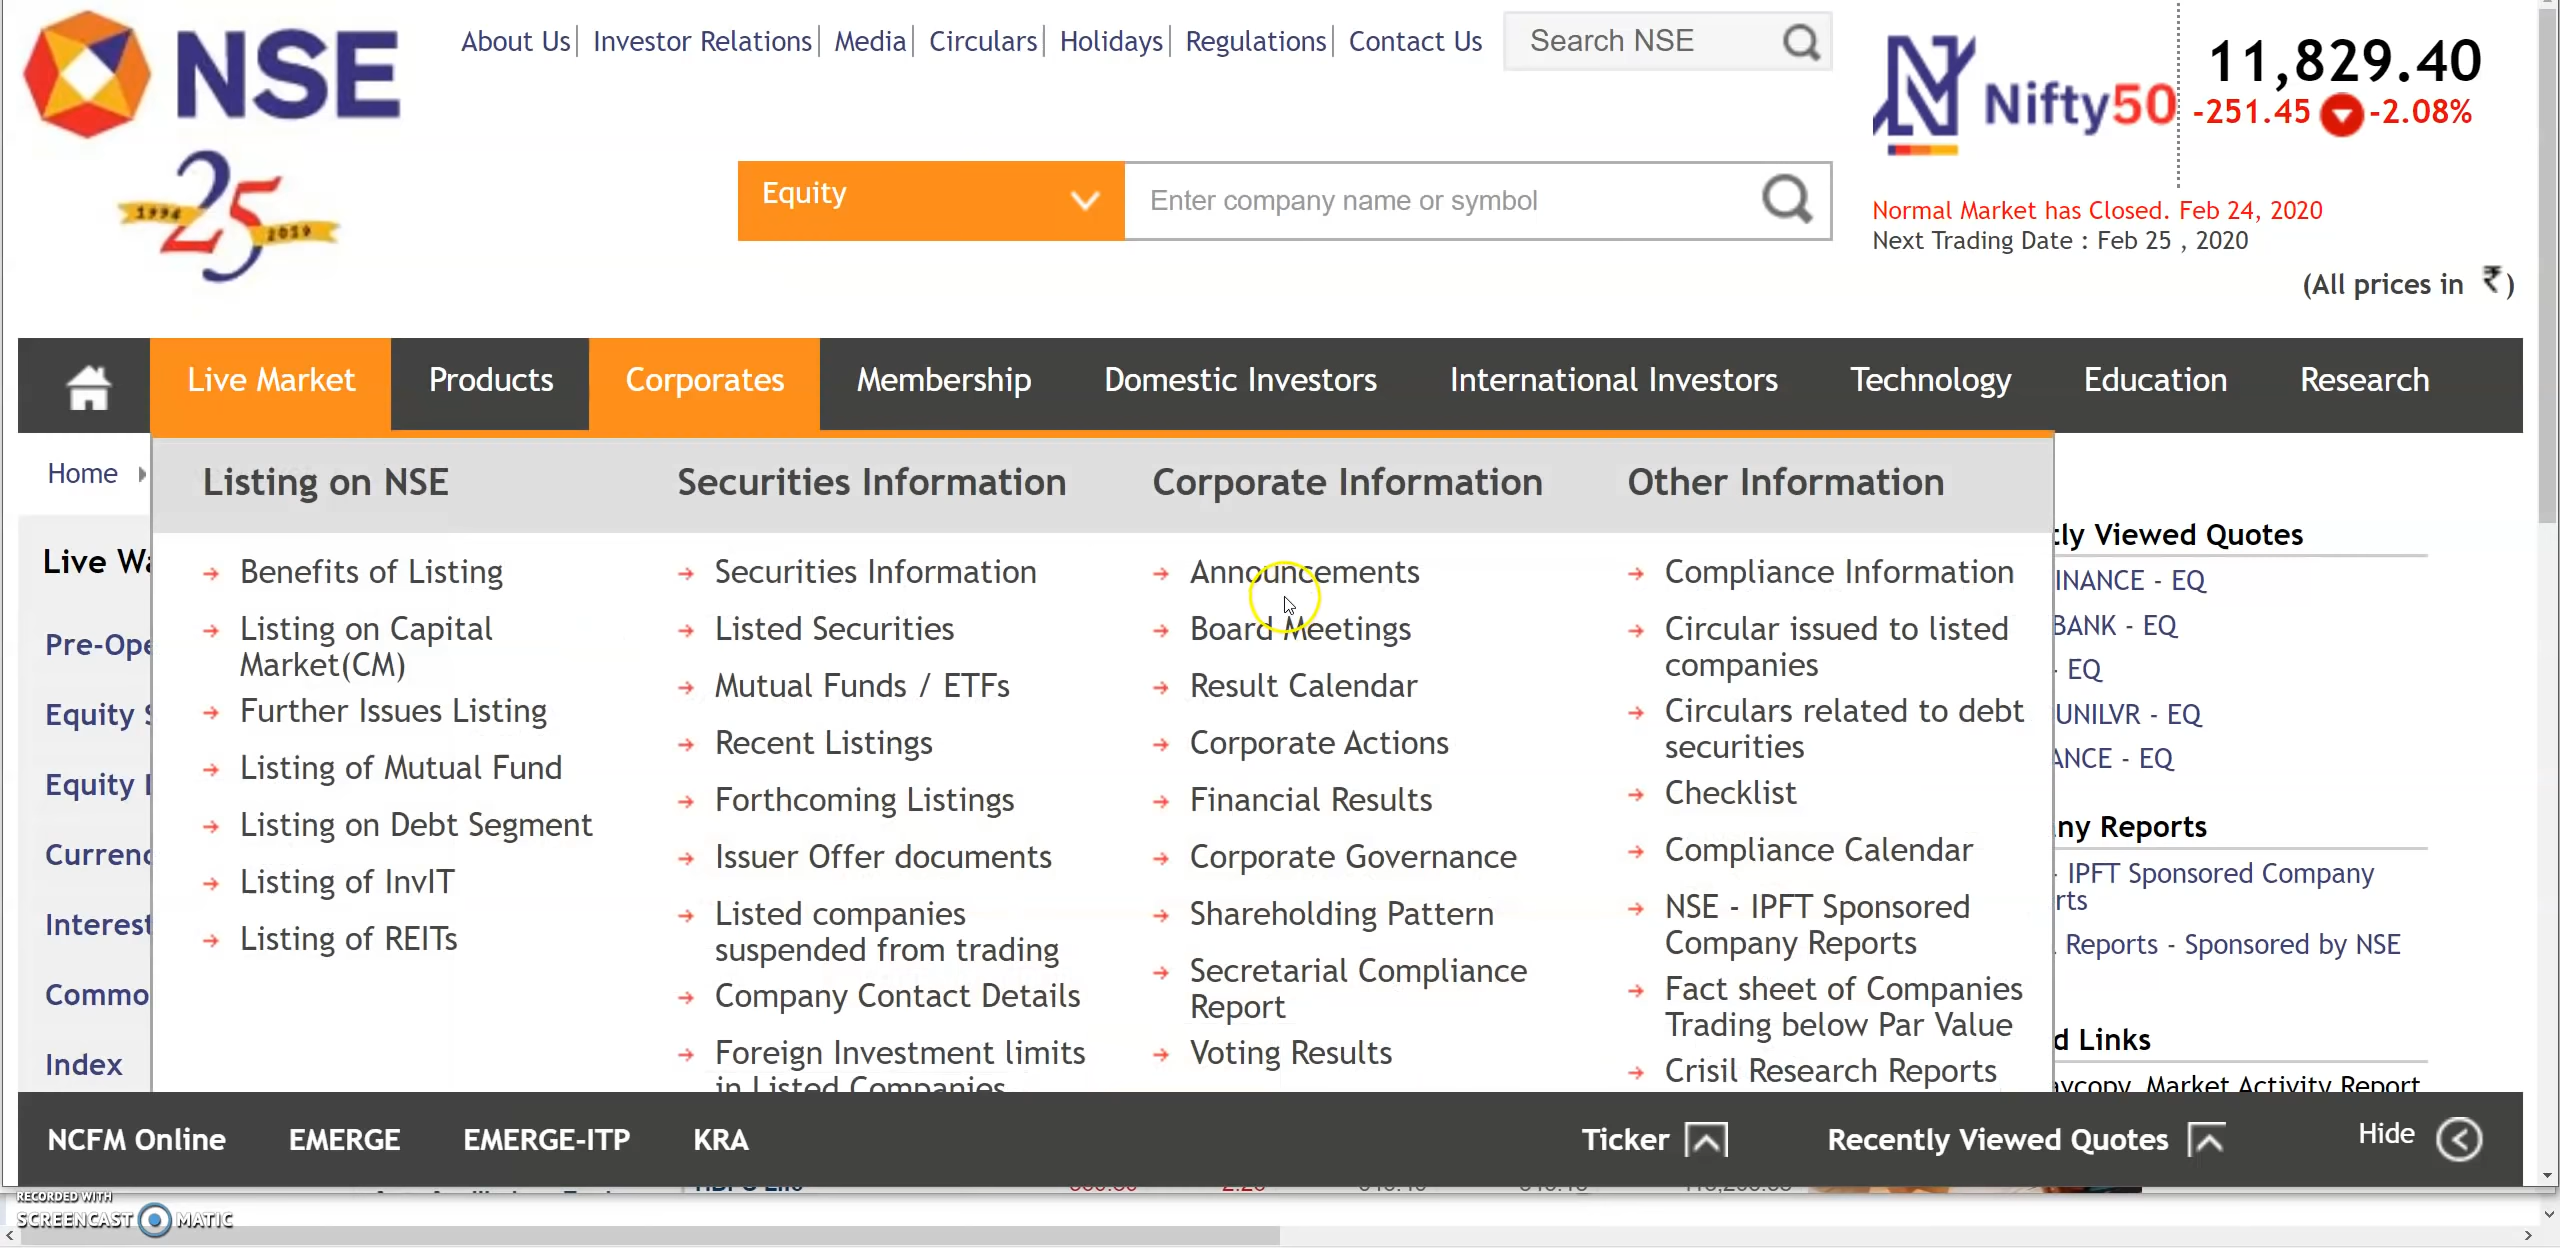 NSE
About Us
Investor Relations
Media
Circulars
Holidays
Regulations
Contact Us
Search NSE
Nifty50
11,829.40
-251.45 -2.08%
1994 25 2019
Equity
Enter company name or symbol
Normal Market has Closed. Feb 24, 2020
Next Trading Date : Feb 25 , 2020
(All prices in ₹ )
Live Market
Products
Corporates
Membership
Domestic Investors
International Investors
Technology
Education
Research
Home
Listing on NSE
Benefits of Listing
Listing on Capital
Market(CM)
Further Issues Listing
Listing of Mutual Fund
Listing on Debt Segment
Listing of InvIT
Listing of REITs
Securities Information
Securities Information
Listed Securities
Mutual Funds / ETFs
Recent Listings
Forthcoming Listings
Issuer Offer documents
Listed companies
suspended from trading
Company Contact Details
Foreign Investment limits
in Listed Companies
Corporate Information
Announcements
Board Meetings
Result Calendar
Corporate Actions
Financial Results
Corporate Governance
Shareholding Pattern
Secretarial Compliance
Report
Voting Results
Other Information
Compliance Information
Circular issued to listed
companies
Circulars related to debt
securities
Checklist
Compliance Calendar
NSE - IPFT Sponsored
Company Reports
Fact sheet of Companies
Trading below Par Value
Crisil Research Reports
Live
Pre-Ope
Equity
Equity
Currenc
Interest
Commo
Index
tly Viewed Quotes
INANCE - EQ
BANK - EQ
- EQ
UNILVR - EQ
ANCE - EQ
ny Reports
- IPFT Sponsored Company
rts
Reports - Sponsored by NSE
d Links
aycopy, Market Activity Report
NCFM Online
EMERGE
EMERGE-ITP
KRA
Ticker
Recently Viewed Quotes
Hide
RECORDED WITH
SCREENCAST MATIC